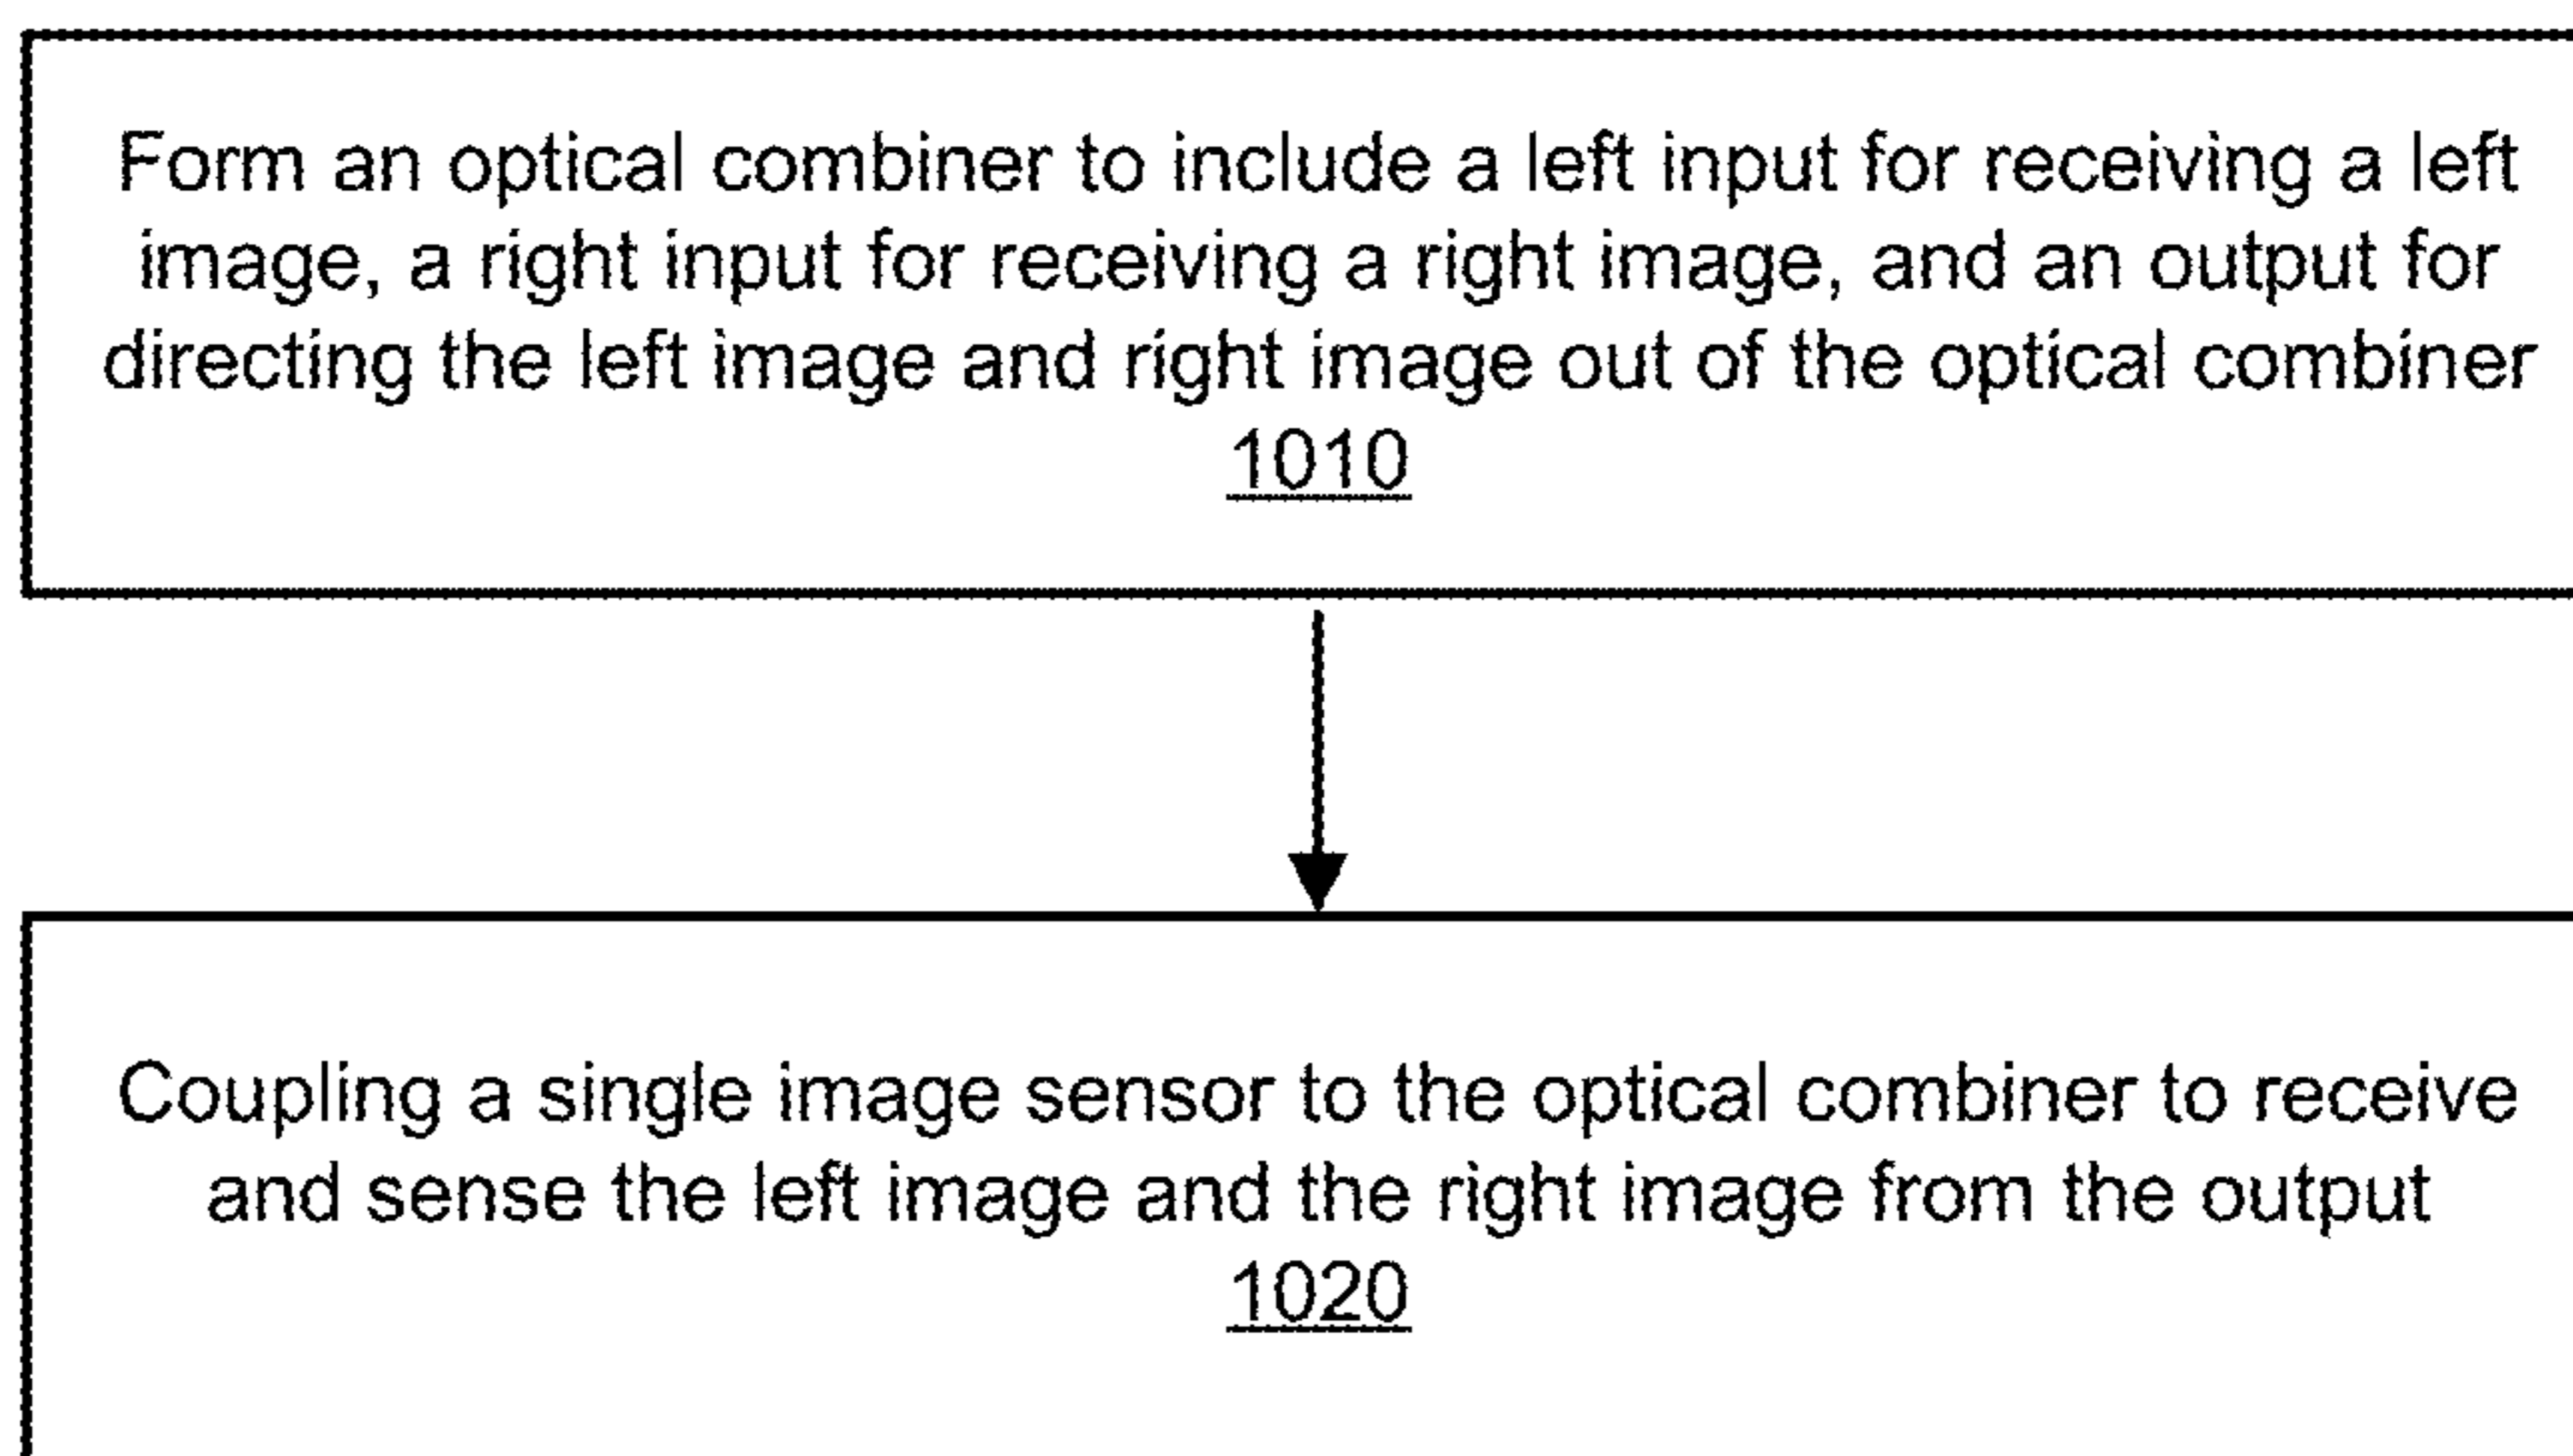 Form an optical combiner to include a left input for receiving a left
image, a right input for receiving a right image, and an output for
directing the left image and right image out of the optical combiner
1010
Coupling a single image sensor to the optical combiner to receive
and sense the left image and the right image from the output
1020